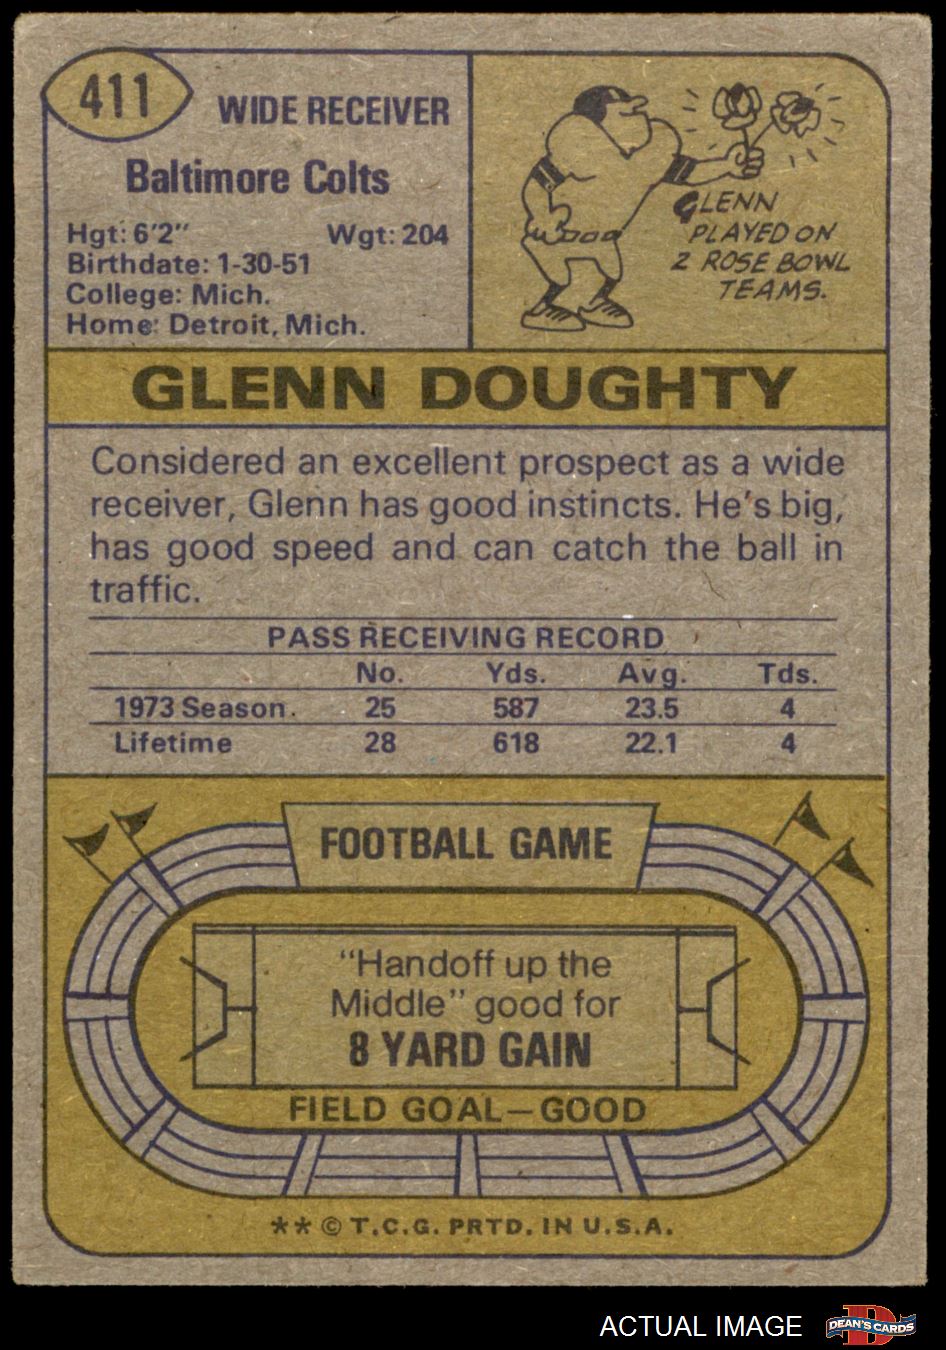 411
WIDE RECEIVER
Baltimore Colts
Hgt: 6'2" Wgt: 204
Birthdate: 1-30-51
College: Mich.
Home: Detroit, Mich.
GLENN
PLAYED ON
2 ROSE BOWL
TEAMS.
GLENN DOUGHTY
Considered an excellent prospect as a wide
receiver, Glenn has good instincts. He's big,
has good speed and can catch the ball in
traffic.
PASS RECEIVING RECORD
No. Yds. Avg. Tds.
1973 Season. 25 587 23.5 4
Lifetime 28 618 22.1 4
FOOTBALL GAME
"Handoff up the
Middle" good for
8 YARD GAIN
FIELD GOAL—GOOD
** © T.C.G. PRTD. IN U.S.A.
ACTUAL IMAGE
D
DEAN'S CARDS